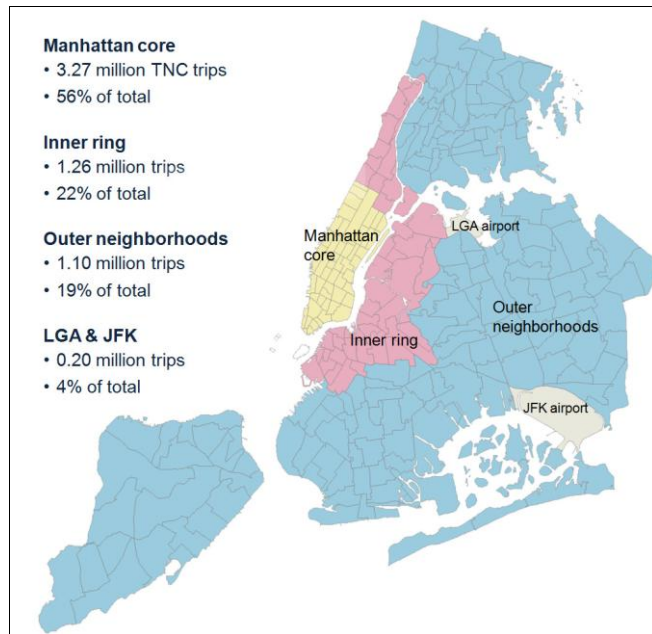 Manhattan core
• 3.27 million TNC trips
• 56% of total
Inner ring
• 1.26 million trips
• 22% of total
Outer neighborhoods
• 1.10 million trips
• 19% of total
LGA & JFK
• 0.20 million trips
• 4% of total
Manhattan
core
LGA airport
Outer
neighborhoods
Inner ring
JFK airport